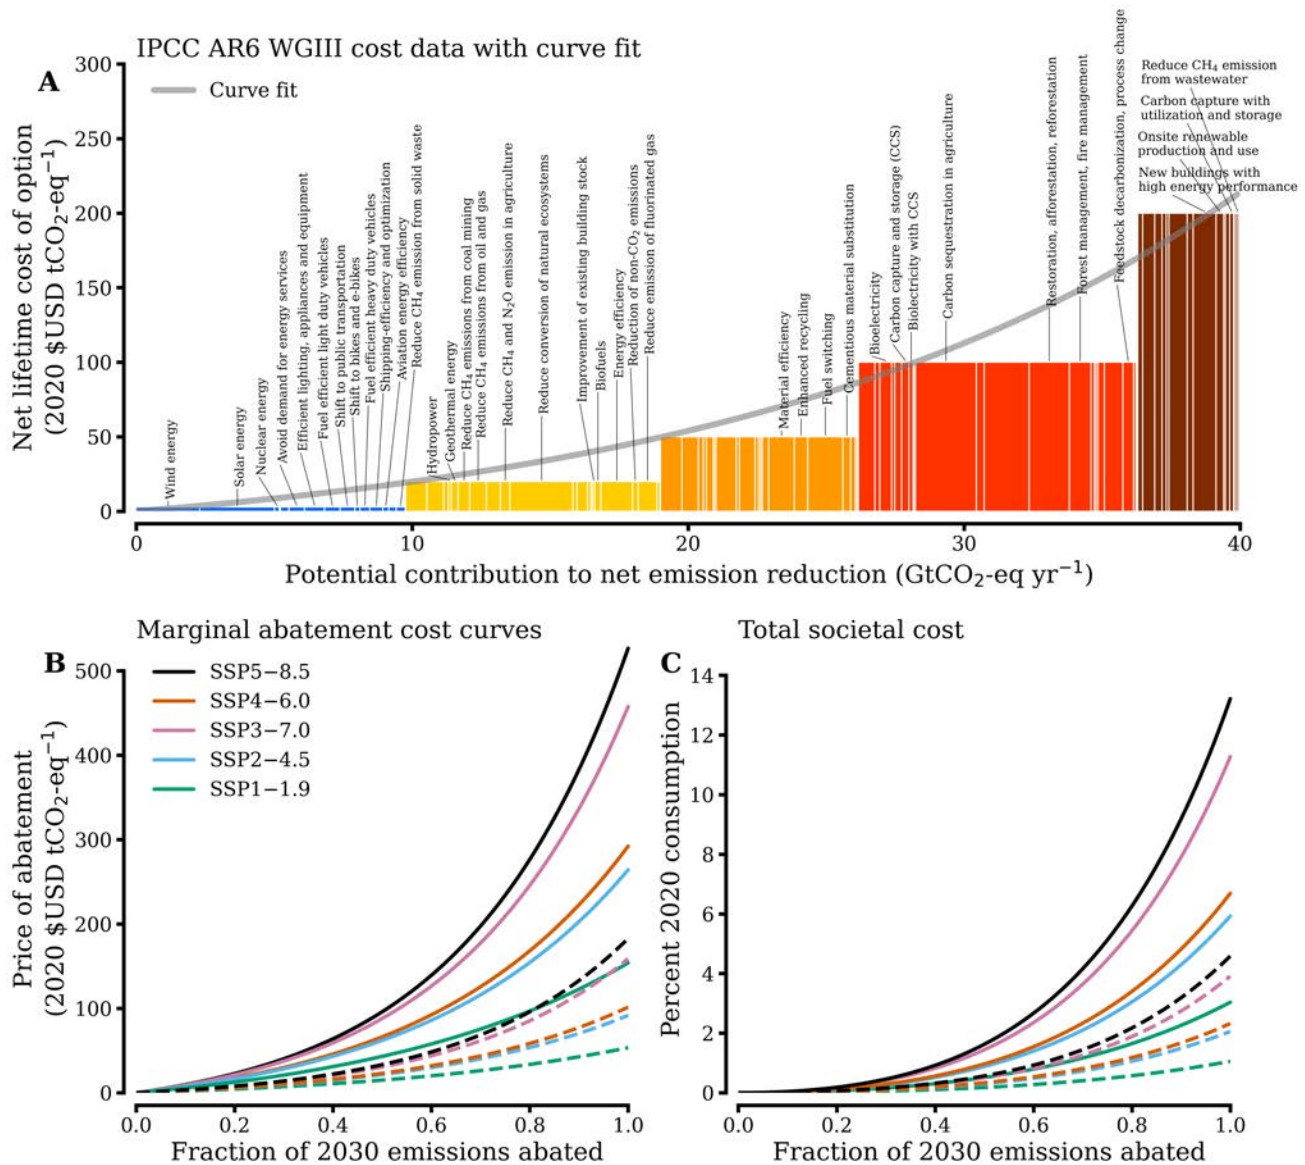 IPCC AR6 WGIII cost data with curve fit
A
Curve fit
Net lifetime cost of option
(2020 $USD tCO₂-eq⁻¹)
300
250
200
150
100
50
0
Wind energy
Solar energy
Nuclear energy
Avoid demand for energy services
Efficient lighting, appliances and equipment
Fuel efficient light duty vehicles
Shift to public transportation
Shift to bikes and e-bikes
Fuel efficient heavy duty vehicles
Shipping-efficiency and optimization
Aviation energy efficiency
Reduce CH₄ emission from solid waste
Hydropower
Geothermal energy
Reduce CH₄ emissions from coal mining
Reduce CH₄ emissions from oil and gas
Reduce CH₄ and N₂O emission in agriculture
Reduce conversion of natural ecosystems
Improvement of existing building stock
Biofuels
Energy efficiency
Reduction of non-CO₂ emissions
Reduce emission of fluorinated gas
Material efficiency
Enhanced recycling
Fuel switching
Cementious material substitution
Bioelectricity
Carbon capture and storage (CCS)
Biolectricity with CCS
Carbon sequestration in agriculture
Restoration, afforestation, reforestation
Forest management, fire management
Feedstock decarbonization, process change
Reduce CH₄ emission
from wastewater
Carbon capture with
utilization and storage
Onsite renewable
production and use
New buildings with
high energy performance
0 10 20 30 40
Potential contribution to net emission reduction (GtCO₂-eq yr⁻¹)
Marginal abatement cost curves
B
SSP5−8.5
SSP4−6.0
SSP3−7.0
SSP2−4.5
SSP1−1.9
Price of abatement
(2020 $USD tCO₂-eq⁻¹)
500
400
300
200
100
0
0.0 0.2 0.4 0.6 0.8 1.0
Fraction of 2030 emissions abated
Total societal cost
C
Percent 2020 consumption
14
12
10
8
6
4
2
0
0.0 0.2 0.4 0.6 0.8 1.0
Fraction of 2030 emissions abated